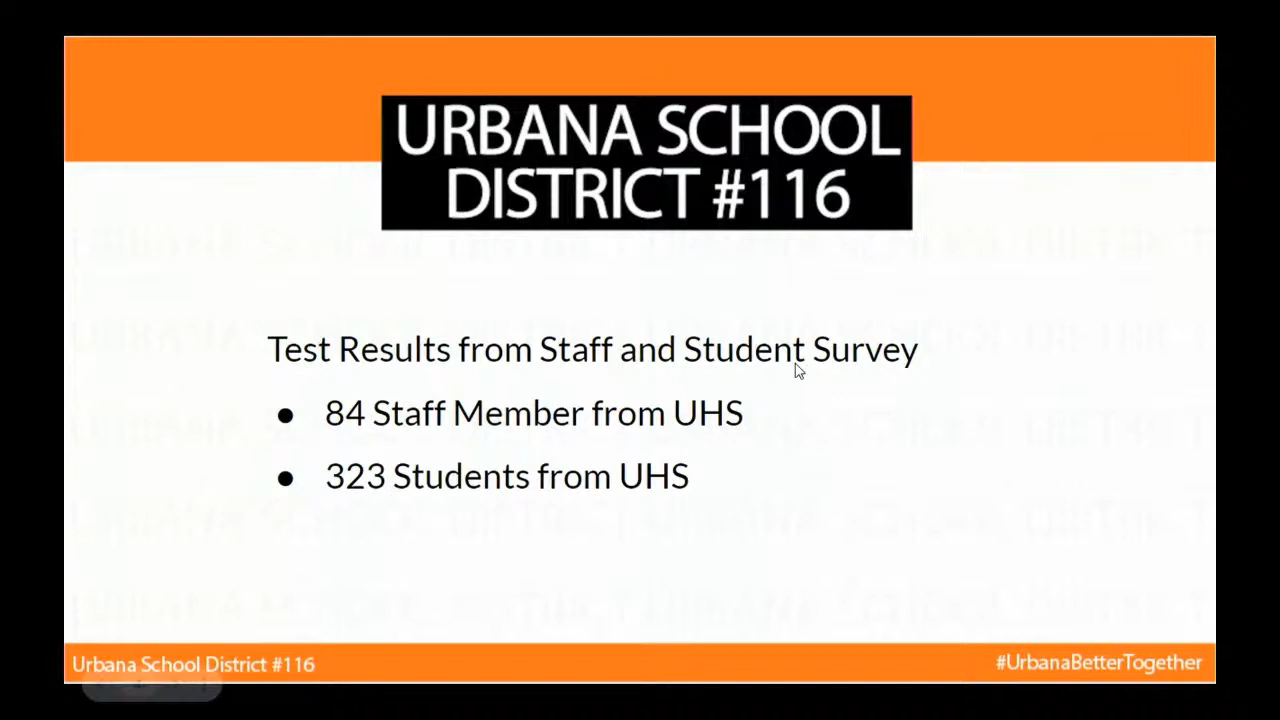 URBANA SCHOOL
DISTRICT #116
Test Results from Staff and Student Survey
● 84 Staff Member from UHS
● 323 Students from UHS
Urbana School District #116
#UrbanaBetterTogether